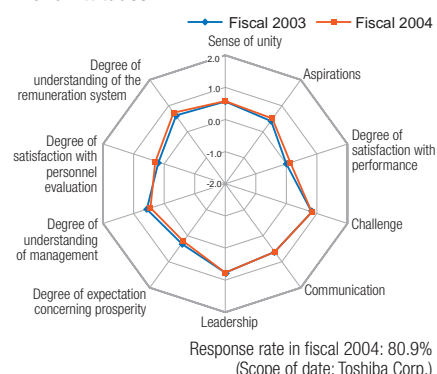 Fiscal 2003
Fiscal 2004
Sense of unity
2.0
1.0
0.0
-1.0
-2.0
Aspirations
Degree of
satisfaction with
performance
Challenge
Communication
Leadership
Degree of expectation
concerning prosperity
Degree of
understanding
of management
Degree of
satisfaction with
personnel
evaluation
Degree of
understanding of the
remuneration system
Response rate in fiscal 2004: 80.9%
(Scope of date: Toshiba Corp.)